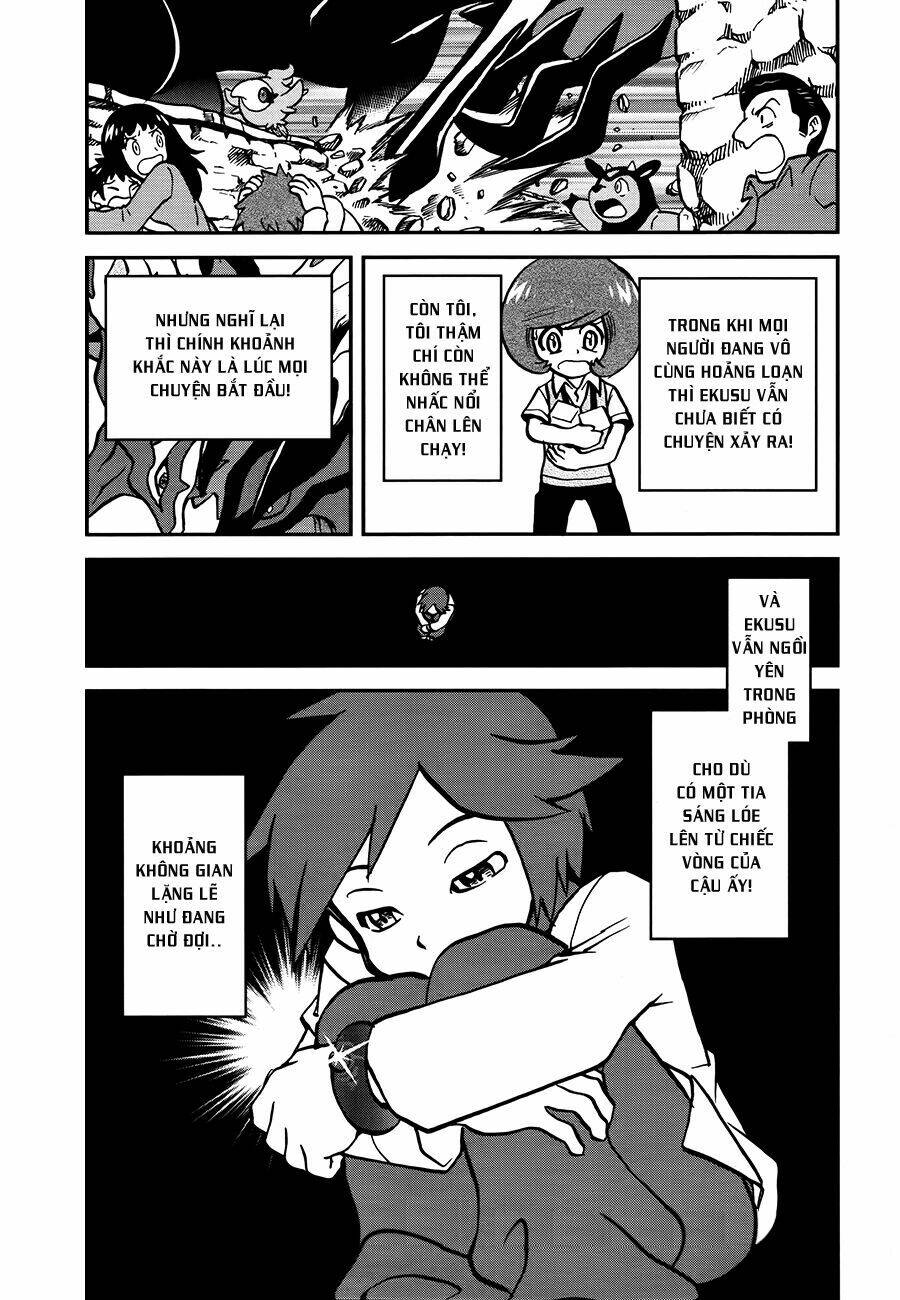 TRONG KHI MỌI
NGƯỜI ĐANG VÔ
CÙNG HOẢNG LOẠN
THÌ EKUSU VẪN
CHƯA BIẾT CÓ
CHUYỆN XẢY RA!
CÒN TÔI,
TÔI THẬM
CHÍ CÒN
KHÔNG THỂ
NHẤC NỔI
CHÂN LÊN
CHẠY!
NHƯNG NGHĨ LẠI
THÌ CHÍNH KHOẢNH
KHẮC NÀY LÀ LÚC MỌI
CHUYỆN BẮT ĐẦU!
VÀ
EKUSU
VẪN NGỒI
YÊN
TRONG
PHÒNG
CHO DÙ
CÓ MỘT TIA
SÁNG LÓE
LÊN TỪ CHIẾC
VÒNG CỦA
CẬU ẤY!
KHOẢNG
KHÔNG GIAN
LẶNG LẼ
NHƯ ĐANG
CHỜ ĐỢI..